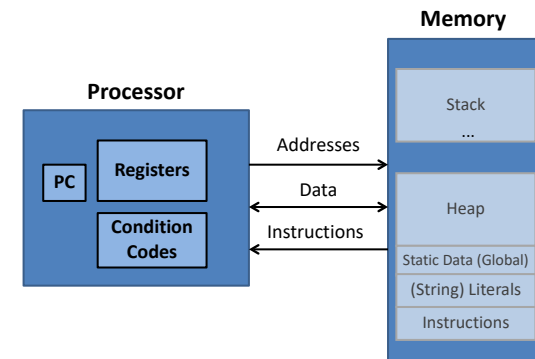 Memory
Processor
Stack
...
Addresses
PC
Registers
Data
Heap
Condition
Codes
Instructions
Static Data (Global)
(String) Literals
Instructions